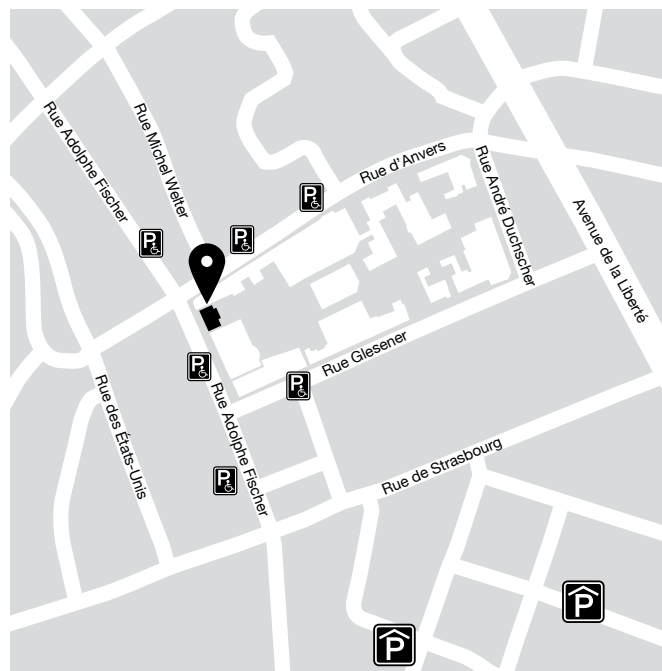 Rue Adolphe Fischer
Rue Michel Welter
Rue d'Anvers
Rue André Duchscher
Avenue de la Liberté
P
P
P
Rue Glesener
P
P
Rue des États-Unis
Rue Adolphe Fischer
Rue de Strasbourg
P
P
P